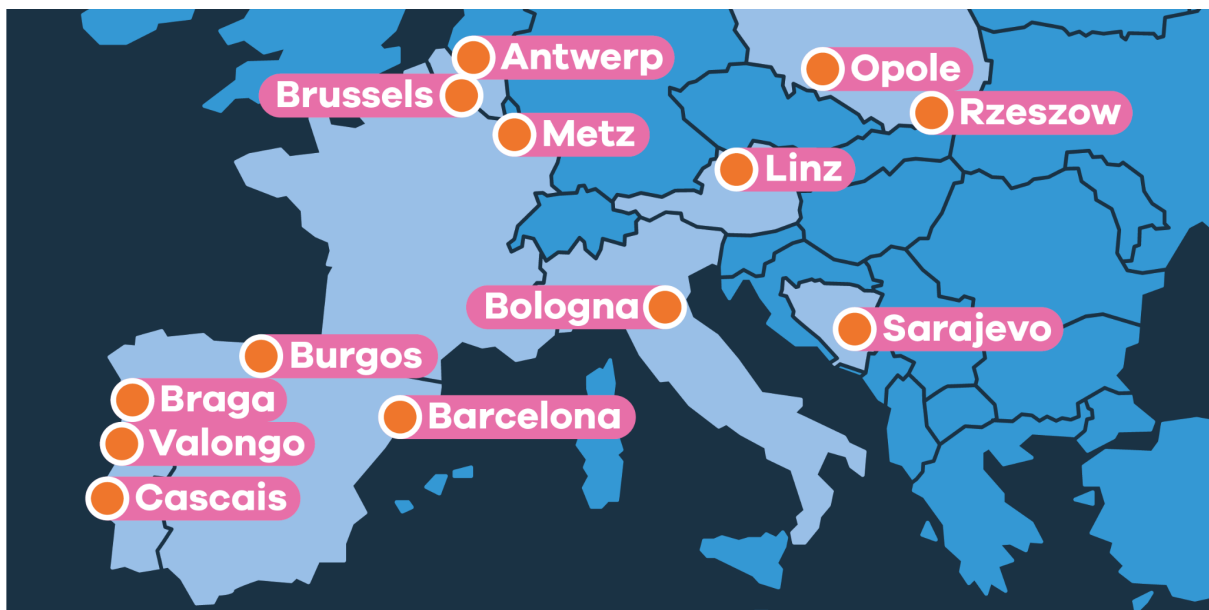 Antwerp
Opole
Brussels
Rzeszow
Metz
Linz
Bologna
Sarajevo
Burgos
Braga
Barcelona
Valongo
Cascais